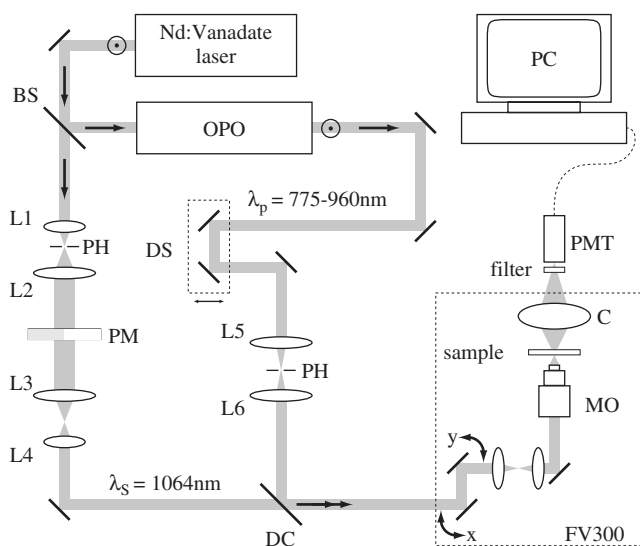 Nd:Vanadate
laser
PC
BS
OPO
λp = 775-960nm
L1
PH
DS
PMT
L2
filter
C
PM
L5
sample
L3
PH
L6
MO
L4
y
λS = 1064nm
DC
x
FV300